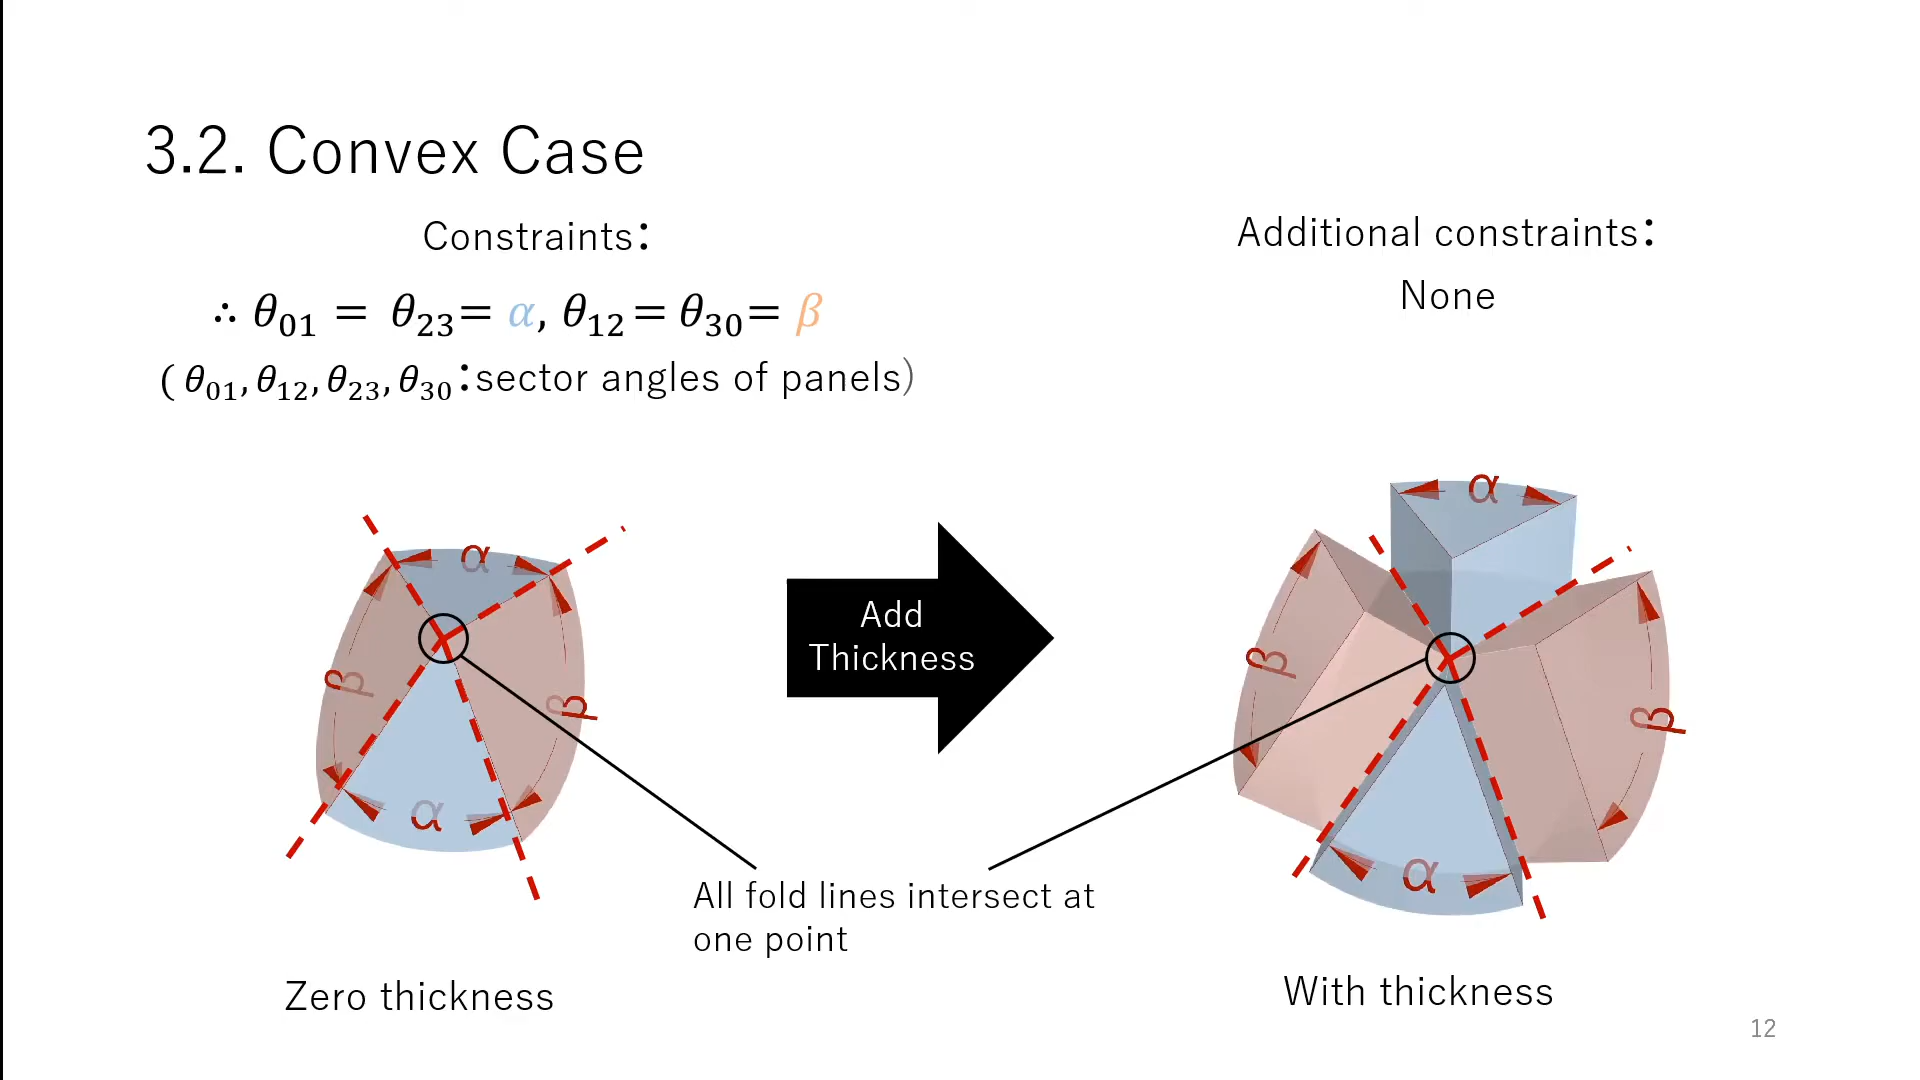 3.2. Convex Case
Constraints：
∴ θ₀₁ = θ₂₃= α, θ₁₂ = θ₃₀= β
( θ₀₁, θ₁₂, θ₂₃, θ₃₀：sector angles of panels)
Additional constraints：
None
α
β
β
α
Add
Thickness
α
β
β
α
All fold lines intersect at
one point
Zero thickness
With thickness
12